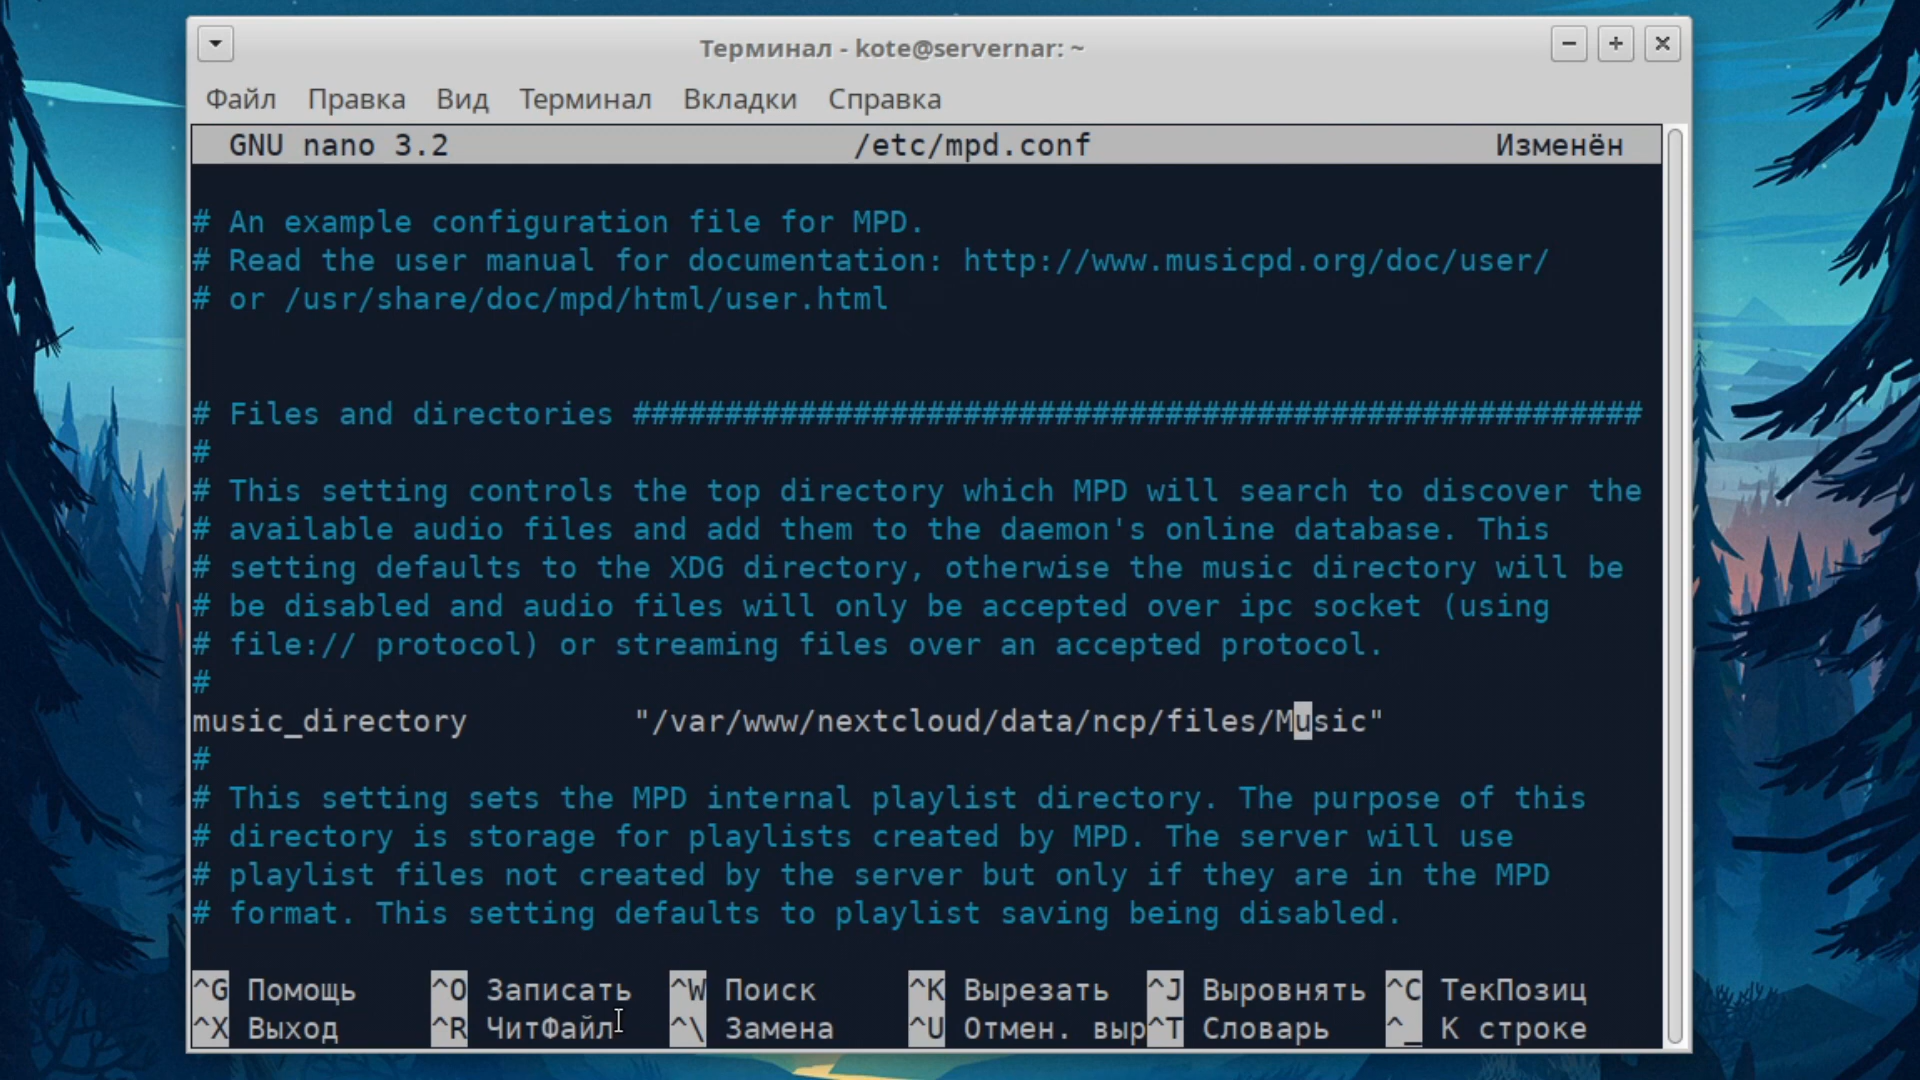 Терминал - kote@servernar: ~
Файл Правка Вид Терминал Вкладки Справка
GNU nano 3.2 /etc/mpd.conf Изменён
# An example configuration file for MPD.
# Read the user manual for documentation: http://www.musicpd.org/doc/user/
# or /usr/share/doc/mpd/html/user.html
# Files and directories #######################################################
#
# This setting controls the top directory which MPD will search to discover the
# available audio files and add them to the daemon's online database. This
# setting defaults to the XDG directory, otherwise the music directory will be
# be disabled and audio files will only be accepted over ipc socket (using
# file:// protocol) or streaming files over an accepted protocol.
#
music_directory "/var/www/nextcloud/data/ncp/files/Music"
#
# This setting sets the MPD internal playlist directory. The purpose of this
# directory is storage for playlists created by MPD. The server will use
# playlist files not created by the server but only if they are in the MPD
# format. This setting defaults to playlist saving being disabled.
^G Помощь ^O Записать ^W Поиск ^K Вырезать ^J Выровнять ^C ТекПозиц
^X Выход ^R ЧитФайл ^\ Замена ^U Отмен. выр^T Словарь ^_ К строке